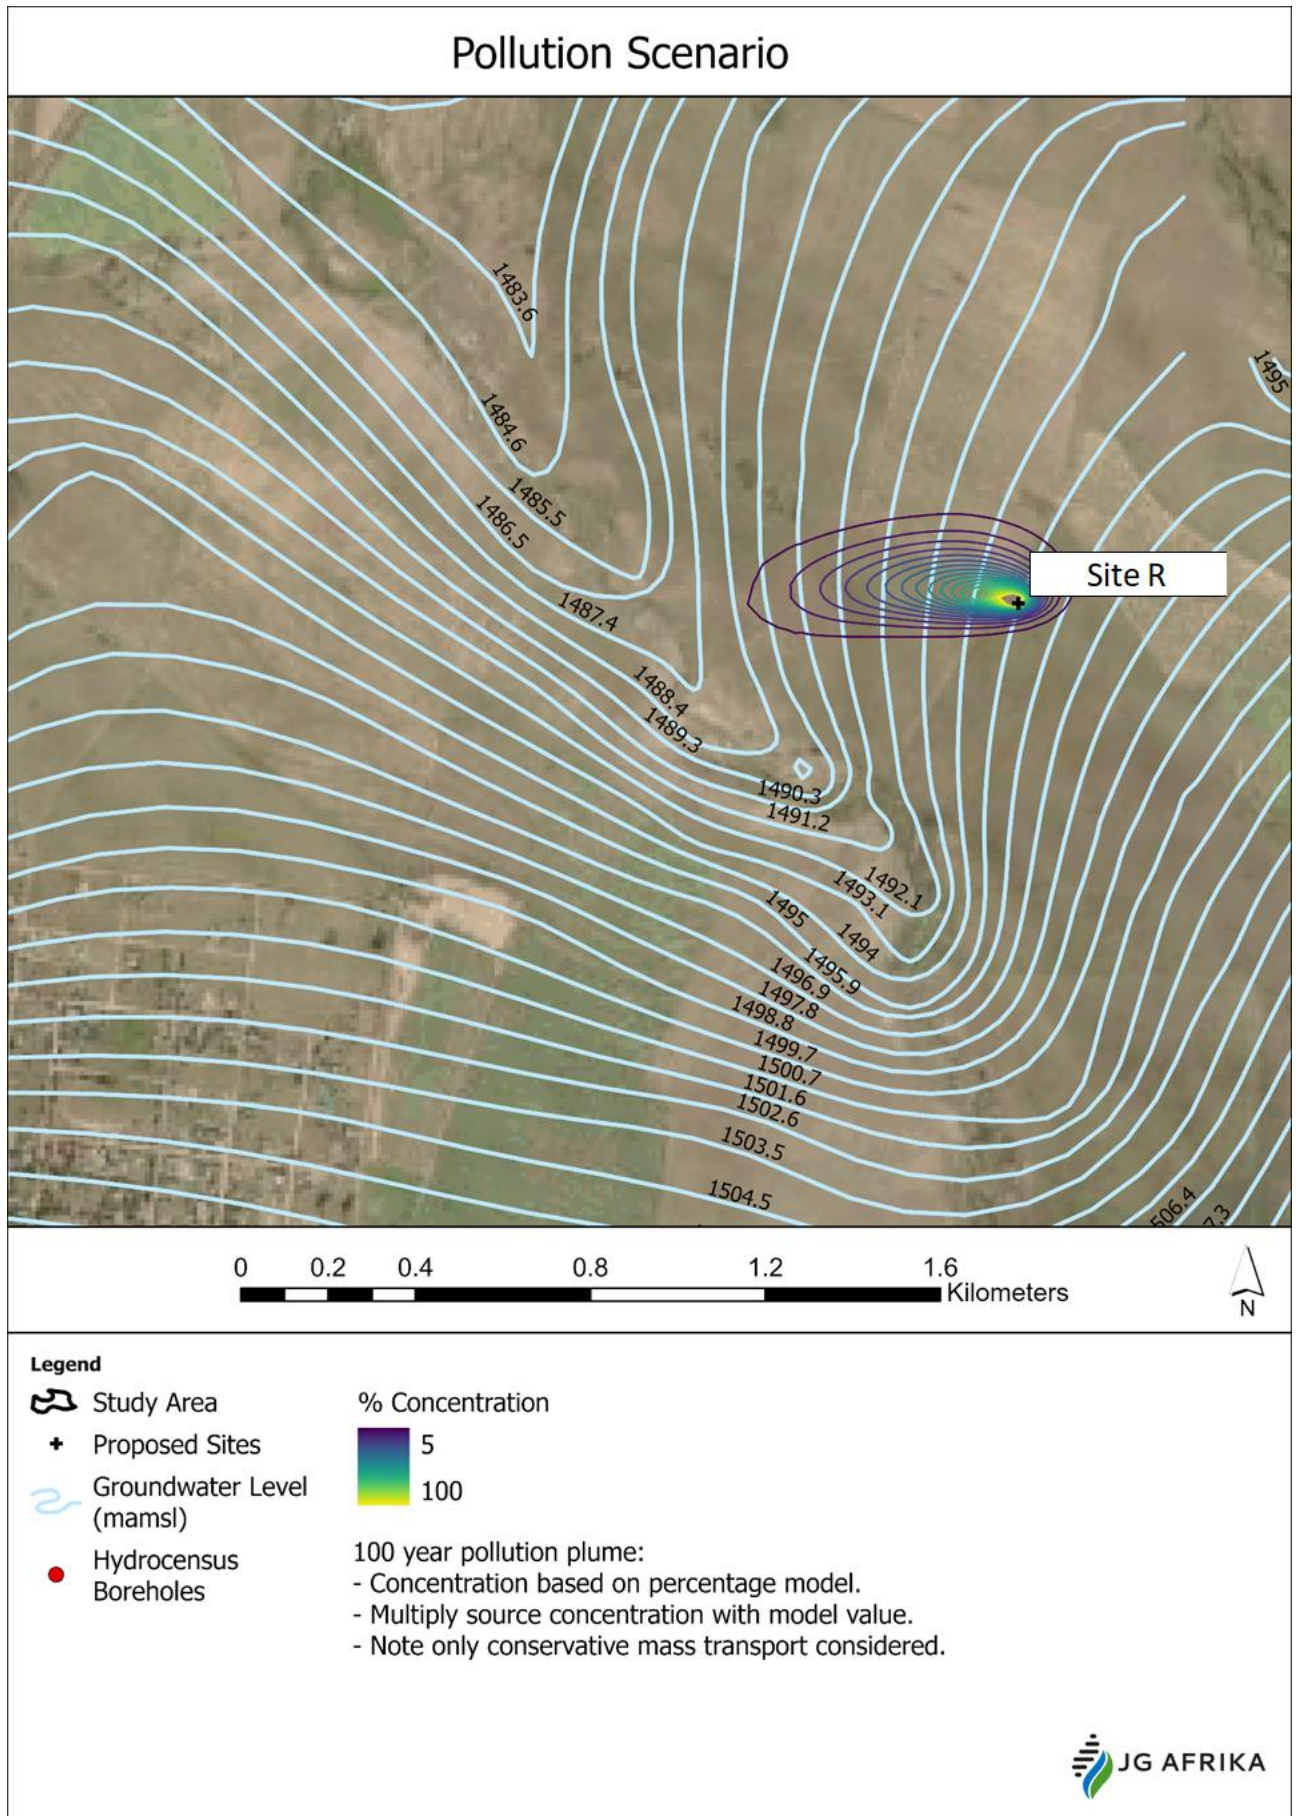 Pollution Scenario
1483.6
1495
1484.6
1485.5
1486.5
Site R
1487.4
1488.4
1489.3
1490.3
1491.2
1492.1
1493.1
1495
1494
1495.9
1496.9
1497.8
1498.8
1499.7
1500.7
1501.6
1502.6
1503.5
1504.5
506.4
7.3
0 0.2 0.4 0.8 1.2 1.6
Kilometers
N
Legend
Study Area
Proposed Sites
Groundwater Level
(mamsl)
Hydrocensus
Boreholes
% Concentration
5
100
100 year pollution plume:
- Concentration based on percentage model.
- Multiply source concentration with model value.
- Note only conservative mass transport considered.
JG AFRIKA